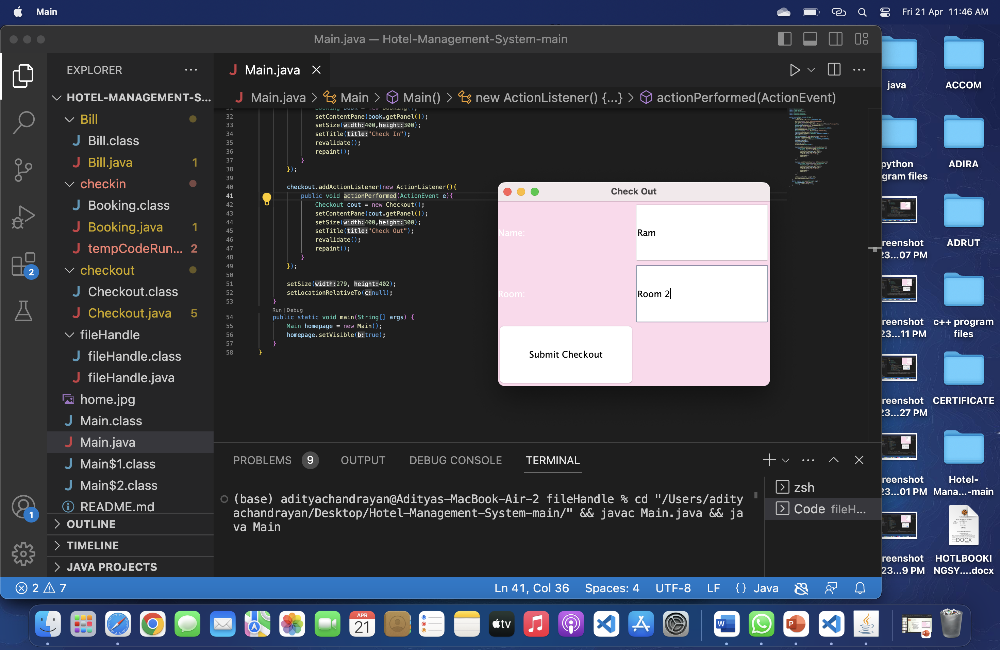 Main
Fri 21 Apr 11:46 AM
Main.java — Hotel-Management-System-main
EXPLORER
HOTEL-MANAGEMENT-S...
Bill
Bill.class
Bill.java 1
checkin
Booking.class
Booking.java 1
tempCodeRun... 2
checkout
Checkout.class
Checkout.java 5
fileHandle
fileHandle.class
fileHandle.java
home.jpg
Main.class
Main.java
Main$1.class
Main$2.class
README.md
OUTLINE
TIMELINE
JAVA PROJECTS
2
1
Main.java
Main.java > Main > Main() > new ActionListener() {...} > actionPerformed(ActionEvent)
32 setContentPane(book.getPanel());
33 setSize(width:400,height:300);
34 setTitle(title:"Check In");
35 revalidate();
36 repaint();
37 }
38 });
39
40 checkout.addActionListener(new ActionListener(){
41 public void actionPerformed(ActionEvent e){
42 Checkout cout = new Checkout();
43 setContentPane(cout.getPanel());
44 setSize(width:400,height:300);
45 setTitle(title:"Check Out");
46 revalidate();
47 repaint();
48 }
49 });
50
51 setSize(width:279, height:402);
52 setLocationRelativeTo(c:null);
53 }
Run | Debug
54 public static void main(String[] args) {
55 Main homepage = new Main();
56 homepage.setVisible(b:true);
57 }
58 }
Check Out
Name: Ram
Room: Room 2
Submit Checkout
PROBLEMS 9 OUTPUT DEBUG CONSOLE TERMINAL
(base) adityachandrayan@Adityas-MacBook-Air-2 fileHandle % cd "/Users/adity
achandrayan/Desktop/Hotel-Management-System-main/" && javac Main.java && ja
va Main
zsh
Code fileH...
2 7
Ln 41, Col 36 Spaces: 4 UTF-8 LF {} Java
java
ACCOM
python
gram files
ADIRA
reenshot
23...07 PM
ADRUT
reenshot
23...11 PM
c++ program
files
reenshot
23...27 PM
CERTIFICATE
reenshot
23...01 PM
Hotel-
Mana...-main
reenshot
23...9 PM
DOCX
HOTLBOOKI
NGSY....docx
APR
21
tv
W
P